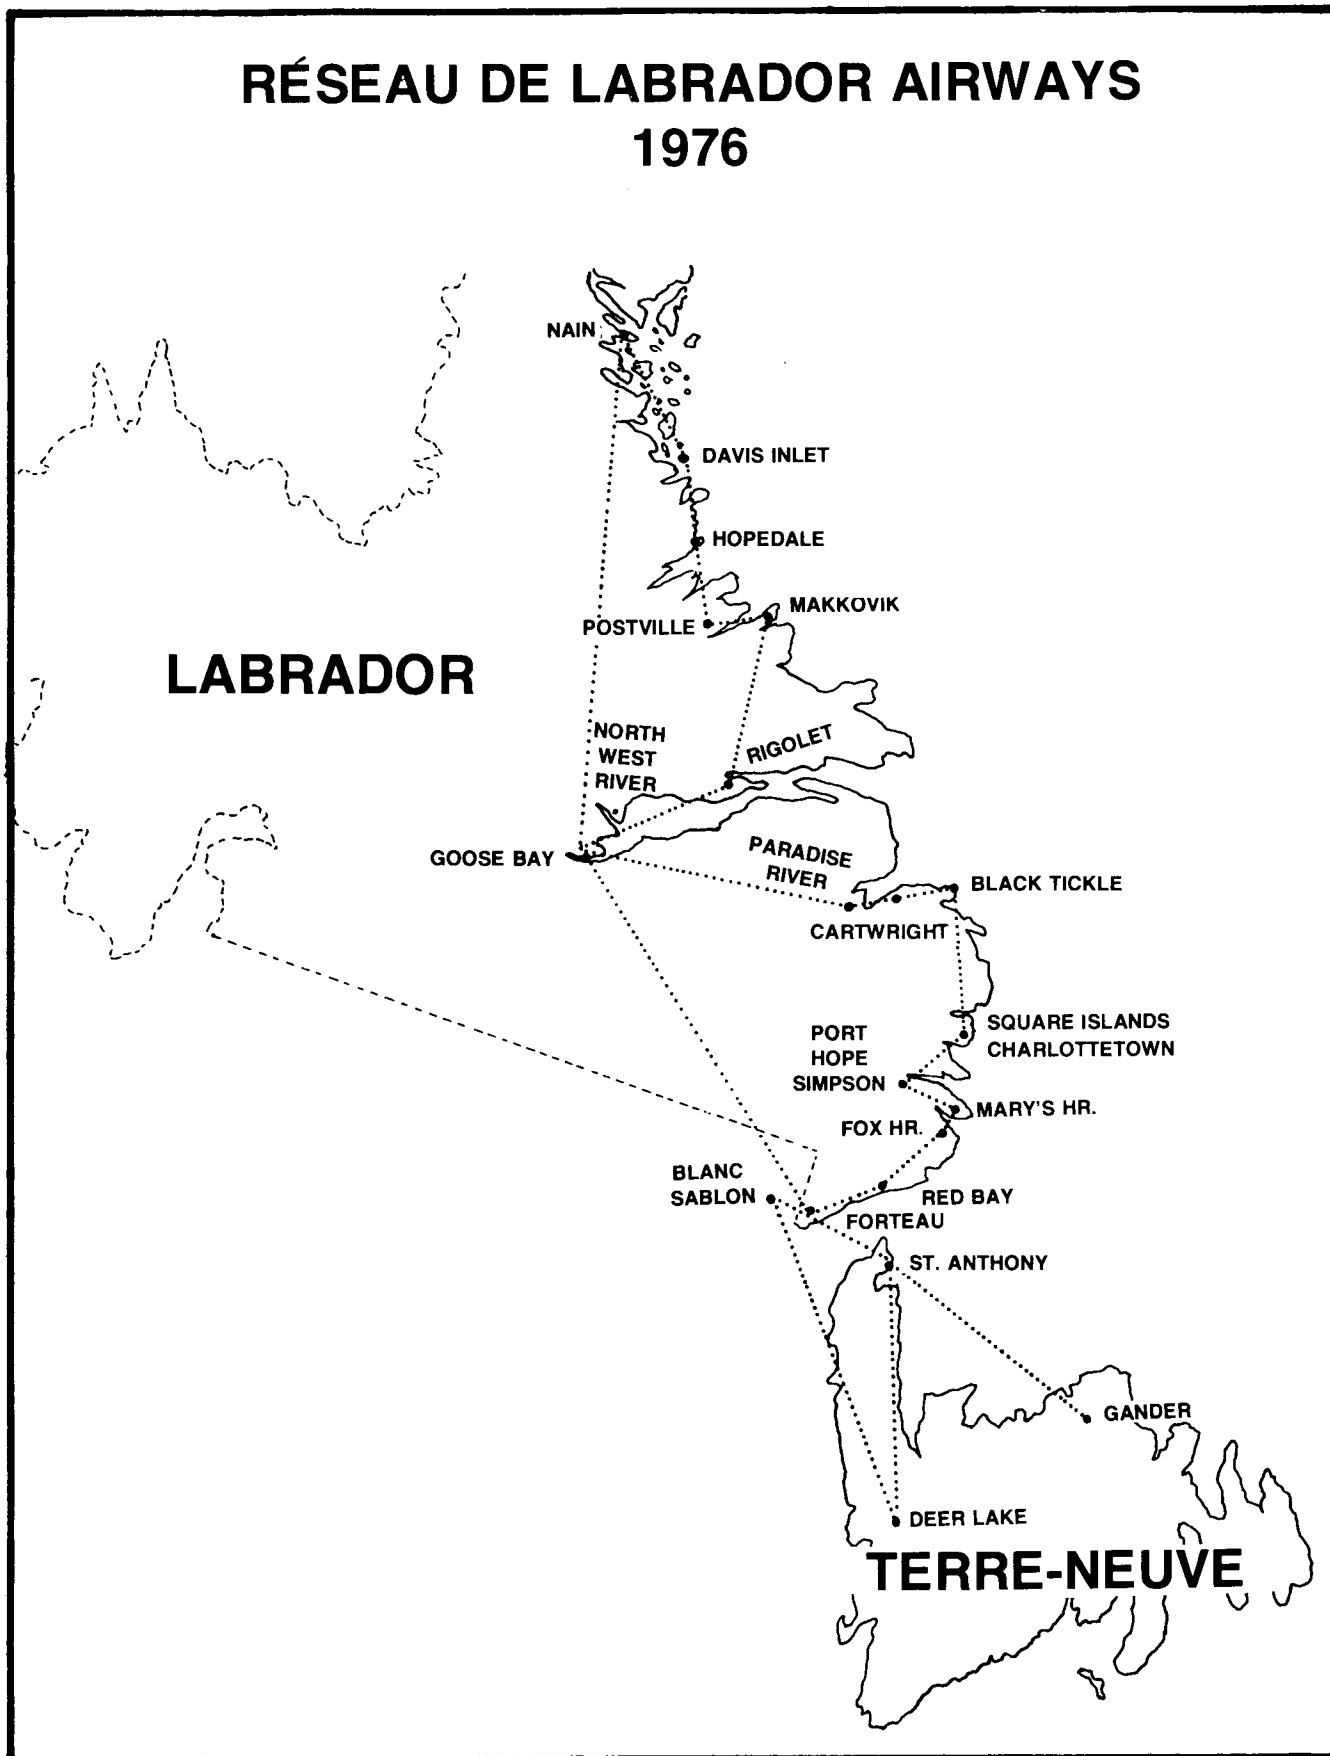 RÉSEAU DE LABRADOR AIRWAYS
1976
NAIN
DAVIS INLET
HOPEDALE
MAKKOVIK
POSTVILLE
LABRADOR
NORTH
WEST
RIVER
RIGOLET
GOOSE BAY
PARADISE
RIVER
BLACK TICKLE
CARTWRIGHT
SQUARE ISLANDS
CHARLOTTETOWN
PORT
HOPE
SIMPSON
MARY'S HR.
FOX HR.
BLANC
SABLON
RED BAY
FORTEAU
ST. ANTHONY
GANDER
DEER LAKE
TERRE-NEUVE